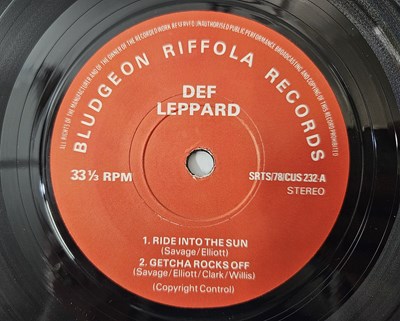 ALL RIGHTS OF THE MANUFACTURER AND OF THE OWNER OF THE RECORDED WORK RESERVED. UNAUTHORISED PUBLIC PERFORMANCE BROADCASTING AND COPYING OF THIS RECORD PROHIBITED
BLUDGEON RIFFOLA RECORDS
DEF
LEPPARD
33⅓ RPM
SRTS/78/CUS 232-A
STEREO
1. RIDE INTO THE SUN
(Savage/Elliott)
2. GETCHA ROCKS OFF
(Savage/Elliott/Clark/Willis)
(Copyright Control)